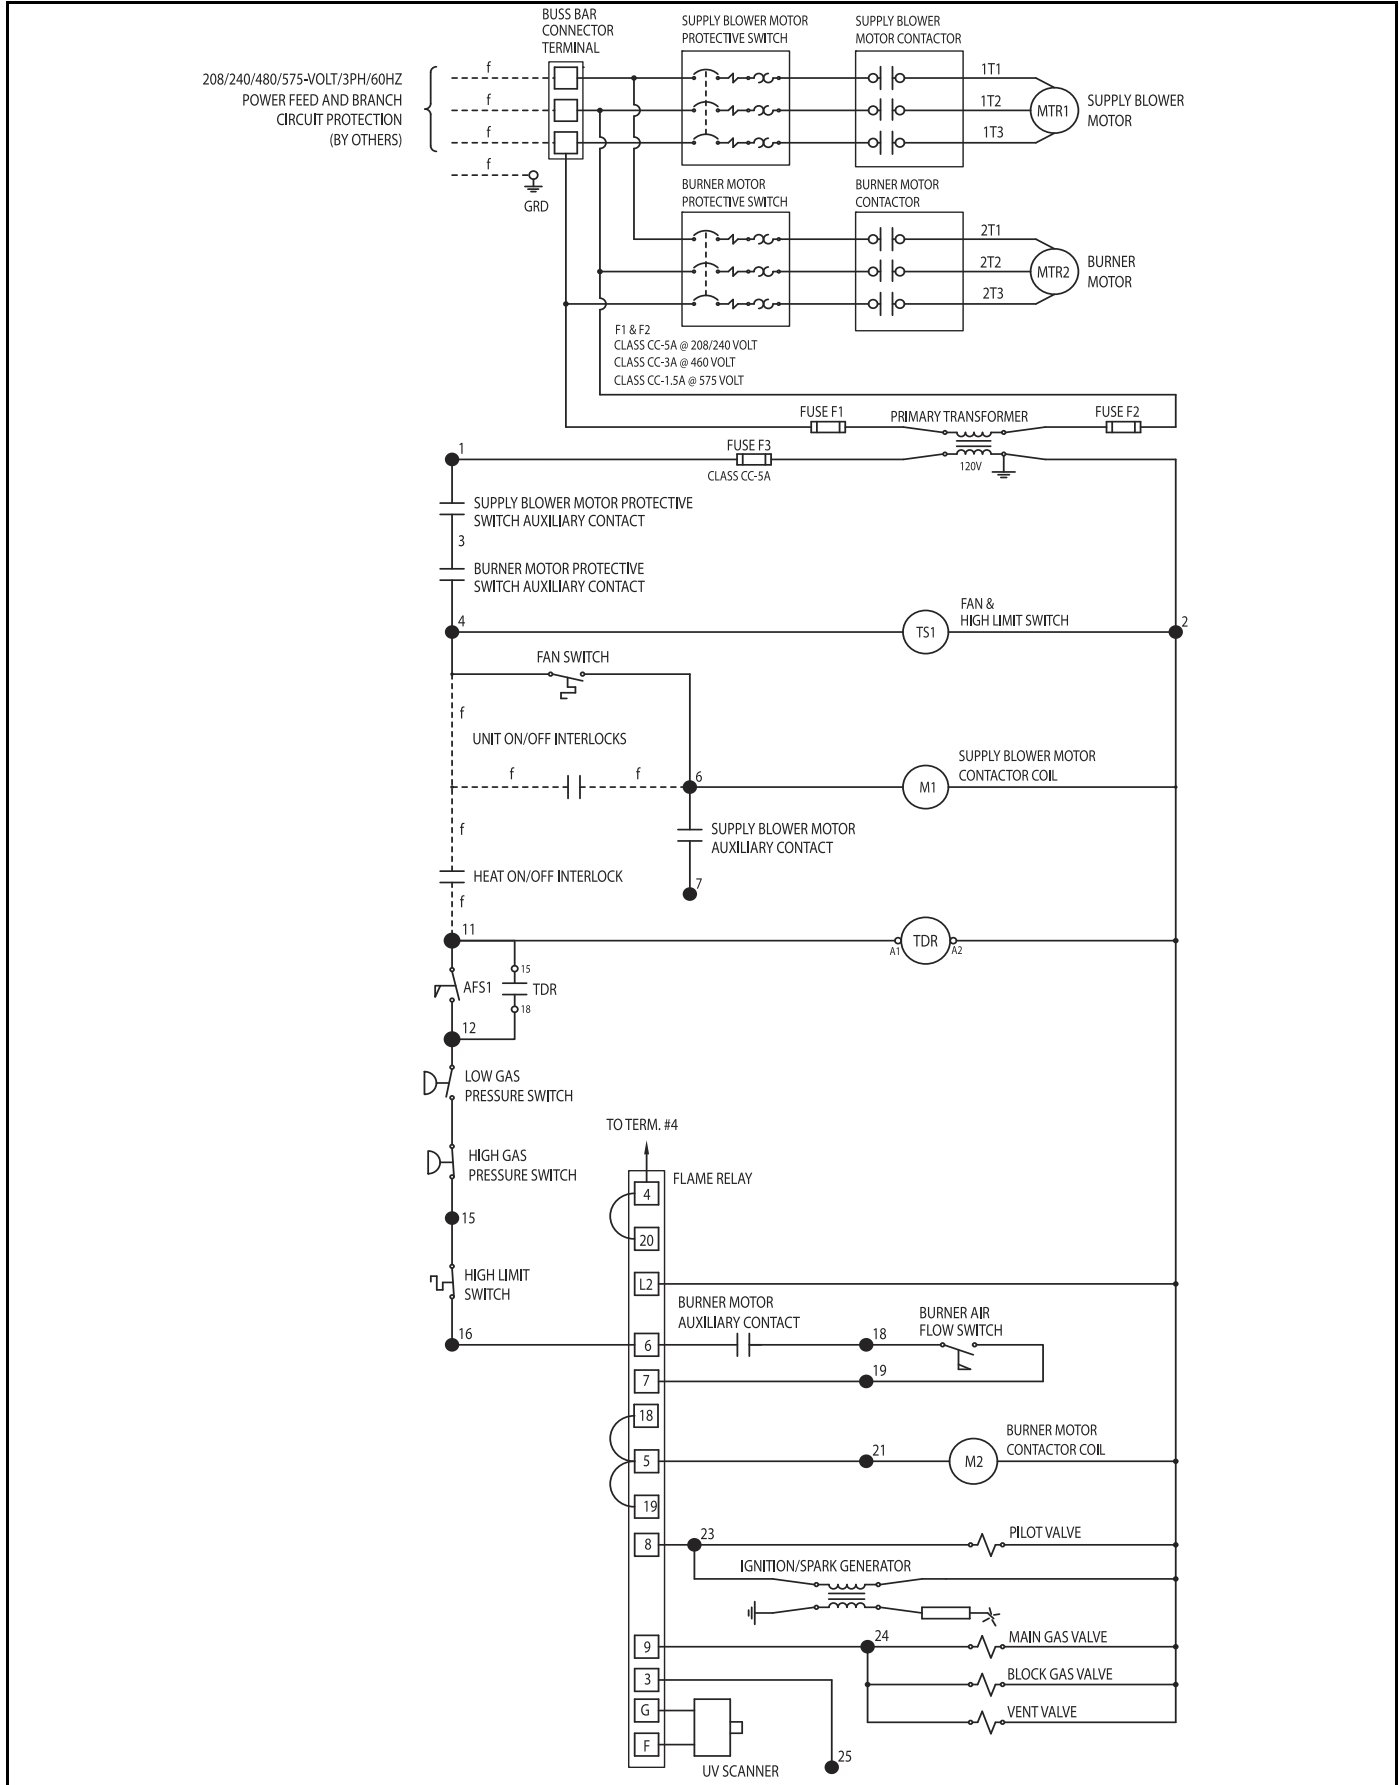 BUSS BAR
CONNECTOR
TERMINAL
SUPPLY BLOWER MOTOR
PROTECTIVE SWITCH
SUPPLY BLOWER
MOTOR CONTACTOR
208/240/480/575-VOLT/3PH/60HZ
POWER FEED AND BRANCH
CIRCUIT PROTECTION
(BY OTHERS)
f
f
f
f
GRD
1T1
1T2
1T3
MTR1
SUPPLY BLOWER
MOTOR
BURNER MOTOR
PROTECTIVE SWITCH
BURNER MOTOR
CONTACTOR
2T1
2T2
2T3
MTR2
BURNER
MOTOR
F1 & F2
CLASS CC-5A @ 208/240 VOLT
CLASS CC-3A @ 460 VOLT
CLASS CC-1.5A @ 575 VOLT
FUSE F1
PRIMARY TRANSFORMER
FUSE F2
1
FUSE F3
CLASS CC-5A
120V
SUPPLY BLOWER MOTOR PROTECTIVE
SWITCH AUXILIARY CONTACT
3
BURNER MOTOR PROTECTIVE
SWITCH AUXILIARY CONTACT
4
TS1
FAN &
HIGH LIMIT SWITCH
2
FAN SWITCH
f
UNIT ON/OFF INTERLOCKS
f
f
6
M1
SUPPLY BLOWER MOTOR
CONTACTOR COIL
f
SUPPLY BLOWER MOTOR
AUXILIARY CONTACT
HEAT ON/OFF INTERLOCK
7
f
11
A1
TDR
A2
AFS1
15
TDR
18
12
LOW GAS
PRESSURE SWITCH
TO TERM. #4
HIGH GAS
PRESSURE SWITCH
FLAME RELAY
4
15
20
HIGH LIMIT
SWITCH
L2
BURNER MOTOR
AUXILIARY CONTACT
BURNER AIR
FLOW SWITCH
16
6
18
7
19
18
BURNER MOTOR
CONTACTOR COIL
5
21
M2
19
8
23
PILOT VALVE
IGNITION/SPARK GENERATOR
9
24
MAIN GAS VALVE
3
BLOCK GAS VALVE
G
VENT VALVE
F
25
UV SCANNER